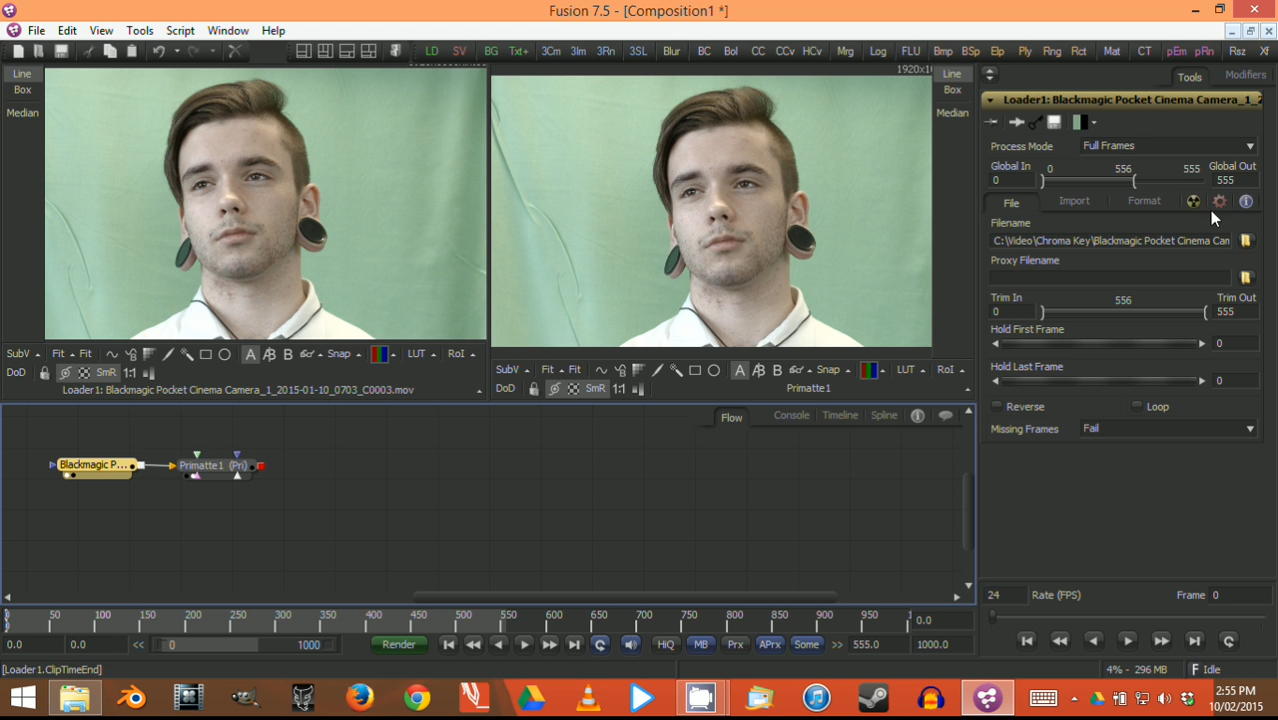 Fusion 7.5 - [Composition1 *]
File Edit View Tools Script Window Help
LD SV BG Txt+ 3Cm 3Im 3Rn 3SL Blur BC Bol CC CCv HCv Mrg Log FLU Bmp BSp Elp Ply Rng Rct Mat CT pEm pRn Rsz Xf
Line
Box
Median
1920x10
Line
Box
Median
SubV Fit Fit A B Snap LUT RoI
DoD SmR 1:1
Loader1: Blackmagic Pocket Cinema Camera_1_2015-01-10_0703_C0003.mov
SubV Fit Fit A B Snap LUT RoI
DoD SmR 1:1
Primatte1
Tools Modifiers
Loader1: Blackmagic Pocket Cinema Camera_1_2
Process Mode Full Frames
Global In 0 556 555 Global Out
0 555
File Import Format
Filename
C:\Video\Chroma Key\Blackmagic Pocket Cinema Can
Proxy Filename
Trim In 556 Trim Out
0 555
Hold First Frame
0
Hold Last Frame
0
Reverse Loop
Missing Frames Fail
Flow Console Timeline Spline
Blackmagic P... Primatte1 (Pri)
24 Rate (FPS) Frame 0
0 50 100 150 200 250 300 350 400 450 500 550 600 650 700 750 800 850 900 950 1 0.0
0.0 0.0 << 0 1000 Render HiQ MB Prx APrx Some >> 555.0 1000.0
[Loader1.ClipTimeEnd]
4% - 296 MB F Idle
2:55 PM
10/02/2015